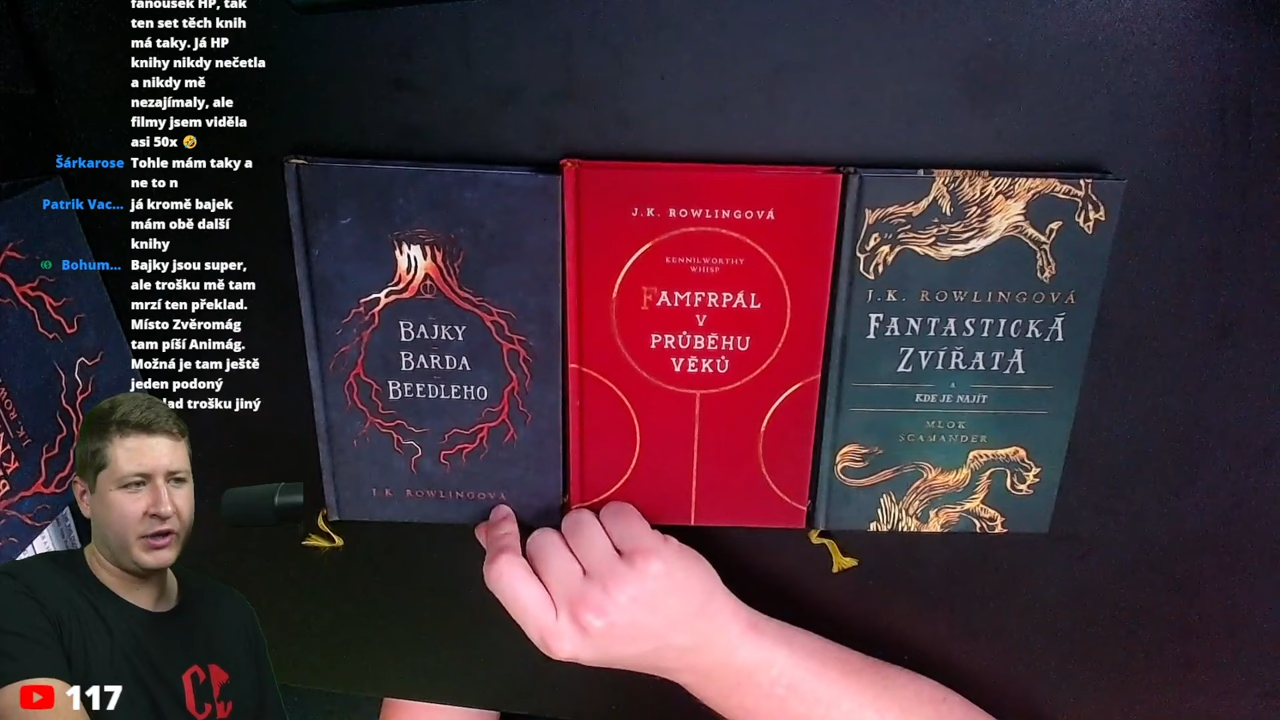 fanoušek HP, tak
ten set těch knih
má taky. Já HP
knihy nikdy nečetla
a nikdy mě
nezajímaly, ale
filmy jsem viděla
asi 50x 🤣
Šárkarose Tohle mám taky a
ne to n
Patrik Vac... já kromě bajek
mám obě další
knihy
Bohum... Bajky jsou super,
ale trošku mě tam
mrzí ten překlad.
Místo Zvěromág
tam píší Animág.
Možná je tam ještě
jeden podoný
trošku jiný
117
BAJKY
BARDA
BEEDLEHO
J.K. ROWLINGOVÁ
J.K. ROWLINGOVÁ
KENNILWORTHY
WHISP
FAMFRPÁL
V
PRŮBĚHU
VĚKŮ
J.K. ROWLINGOVÁ
FANTASTICKÁ
ZVÍŘATA
A
KDE JE NAJÍT
MLOK
SCAMANDER